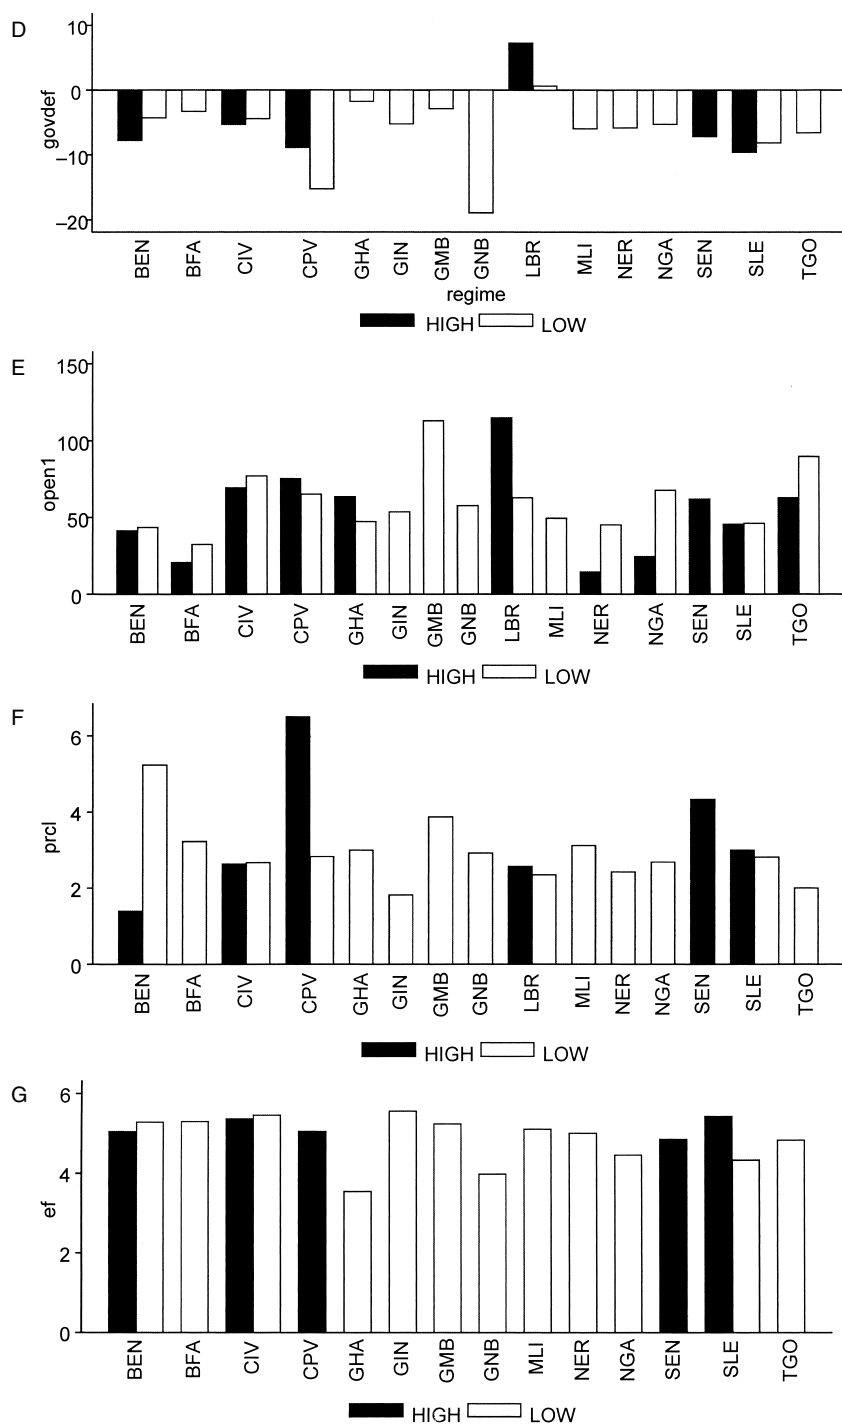 D
govdef
10
0
−10
−20
BEN BFA CIV CPV GHA GIN GMB GNB LBR MLI NER NGA SEN SLE TGO
regime
HIGH LOW
E
open1
150
100
50
0
BEN BFA CIV CPV GHA GIN GMB GNB LBR MLI NER NGA SEN SLE TGO
HIGH LOW
F
prcl
6
4
2
0
BEN BFA CIV CPV GHA GIN GMB GNB LBR MLI NER NGA SEN SLE TGO
HIGH LOW
G
ef
6
4
2
0
BEN BFA CIV CPV GHA GIN GMB GNB MLI NER NGA SEN SLE TGO
HIGH LOW